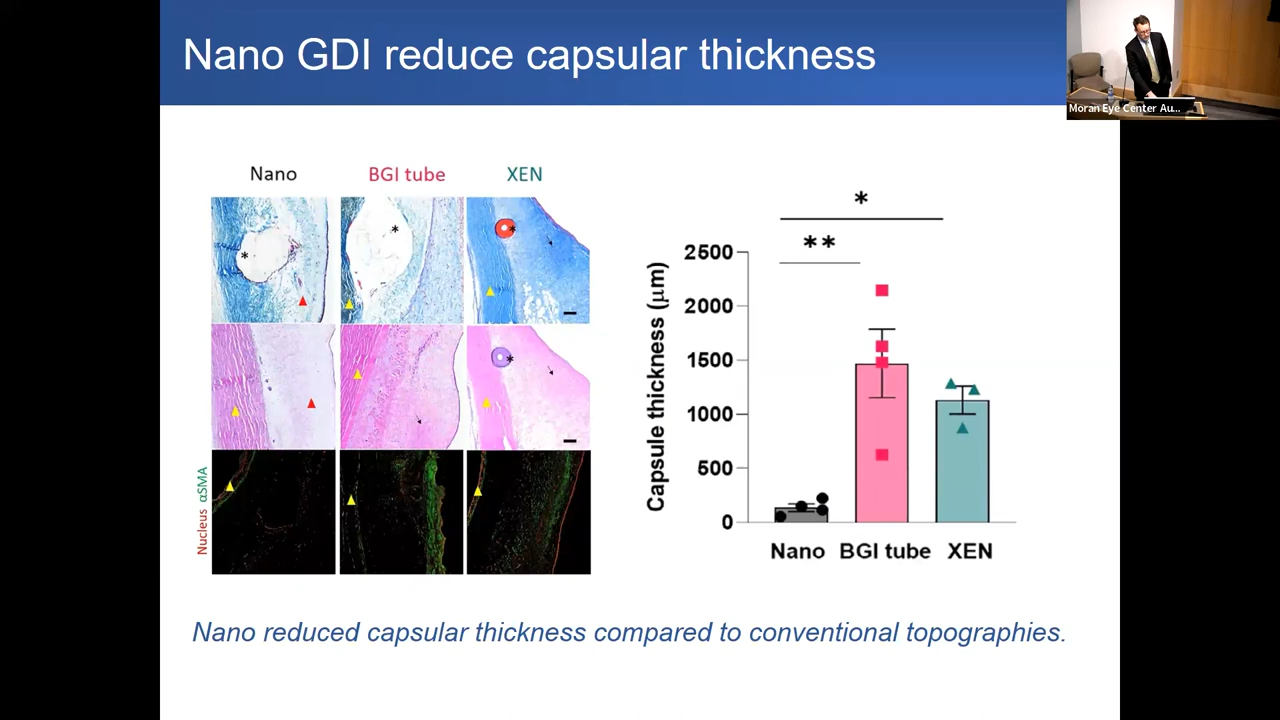 Nano GDI reduce capsular thickness
Moran Eye Center Au...
Nano
BGI tube
XEN
*
*
*
*
Nucleus αSMA
*
**
Capsule thickness (μm)
2500
2000
1500
1000
500
0
Nano
BGI tube
XEN
Nano reduced capsular thickness compared to conventional topographies.